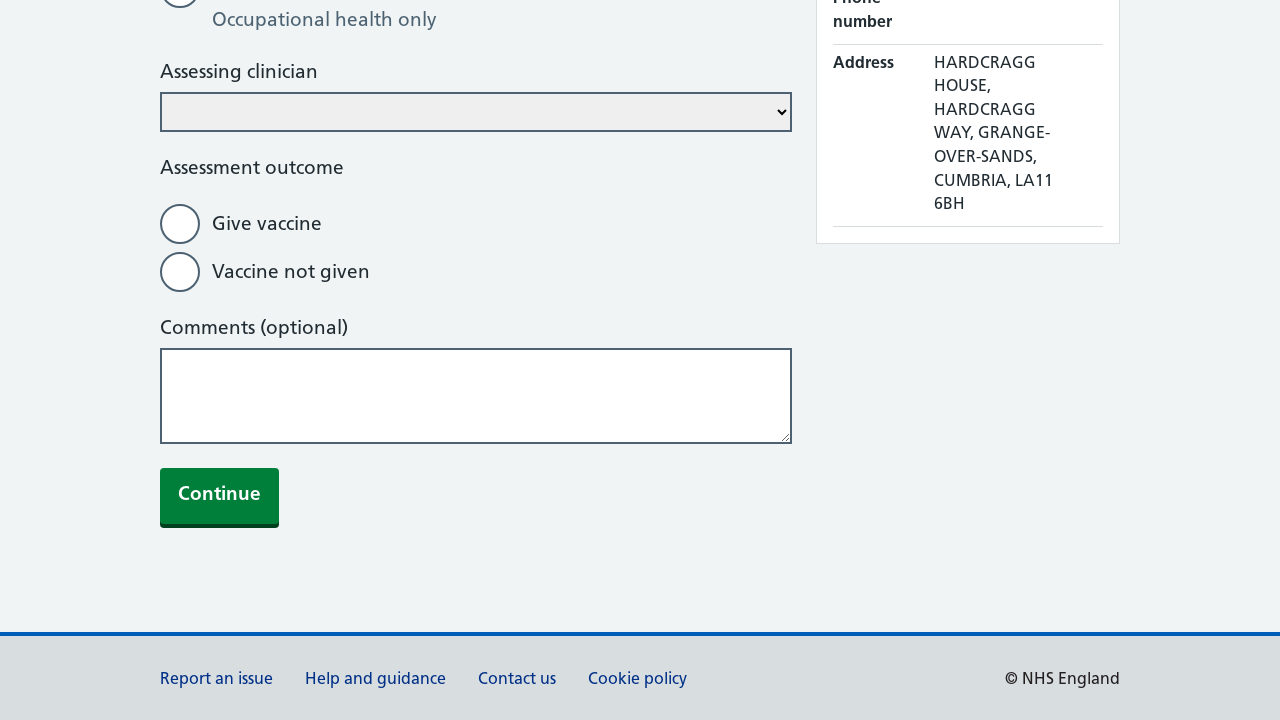 Occupational health only
Assessing clinician
Assessment outcome
Give vaccine
Vaccine not given
Comments (optional)
Continue
number
Address
HARDCRAGG
HOUSE,
HARDCRAGG
WAY, GRANGE-
OVER-SANDS,
CUMBRIA, LA11
6BH
Report an issue
Help and guidance
Contact us
Cookie policy
© NHS England